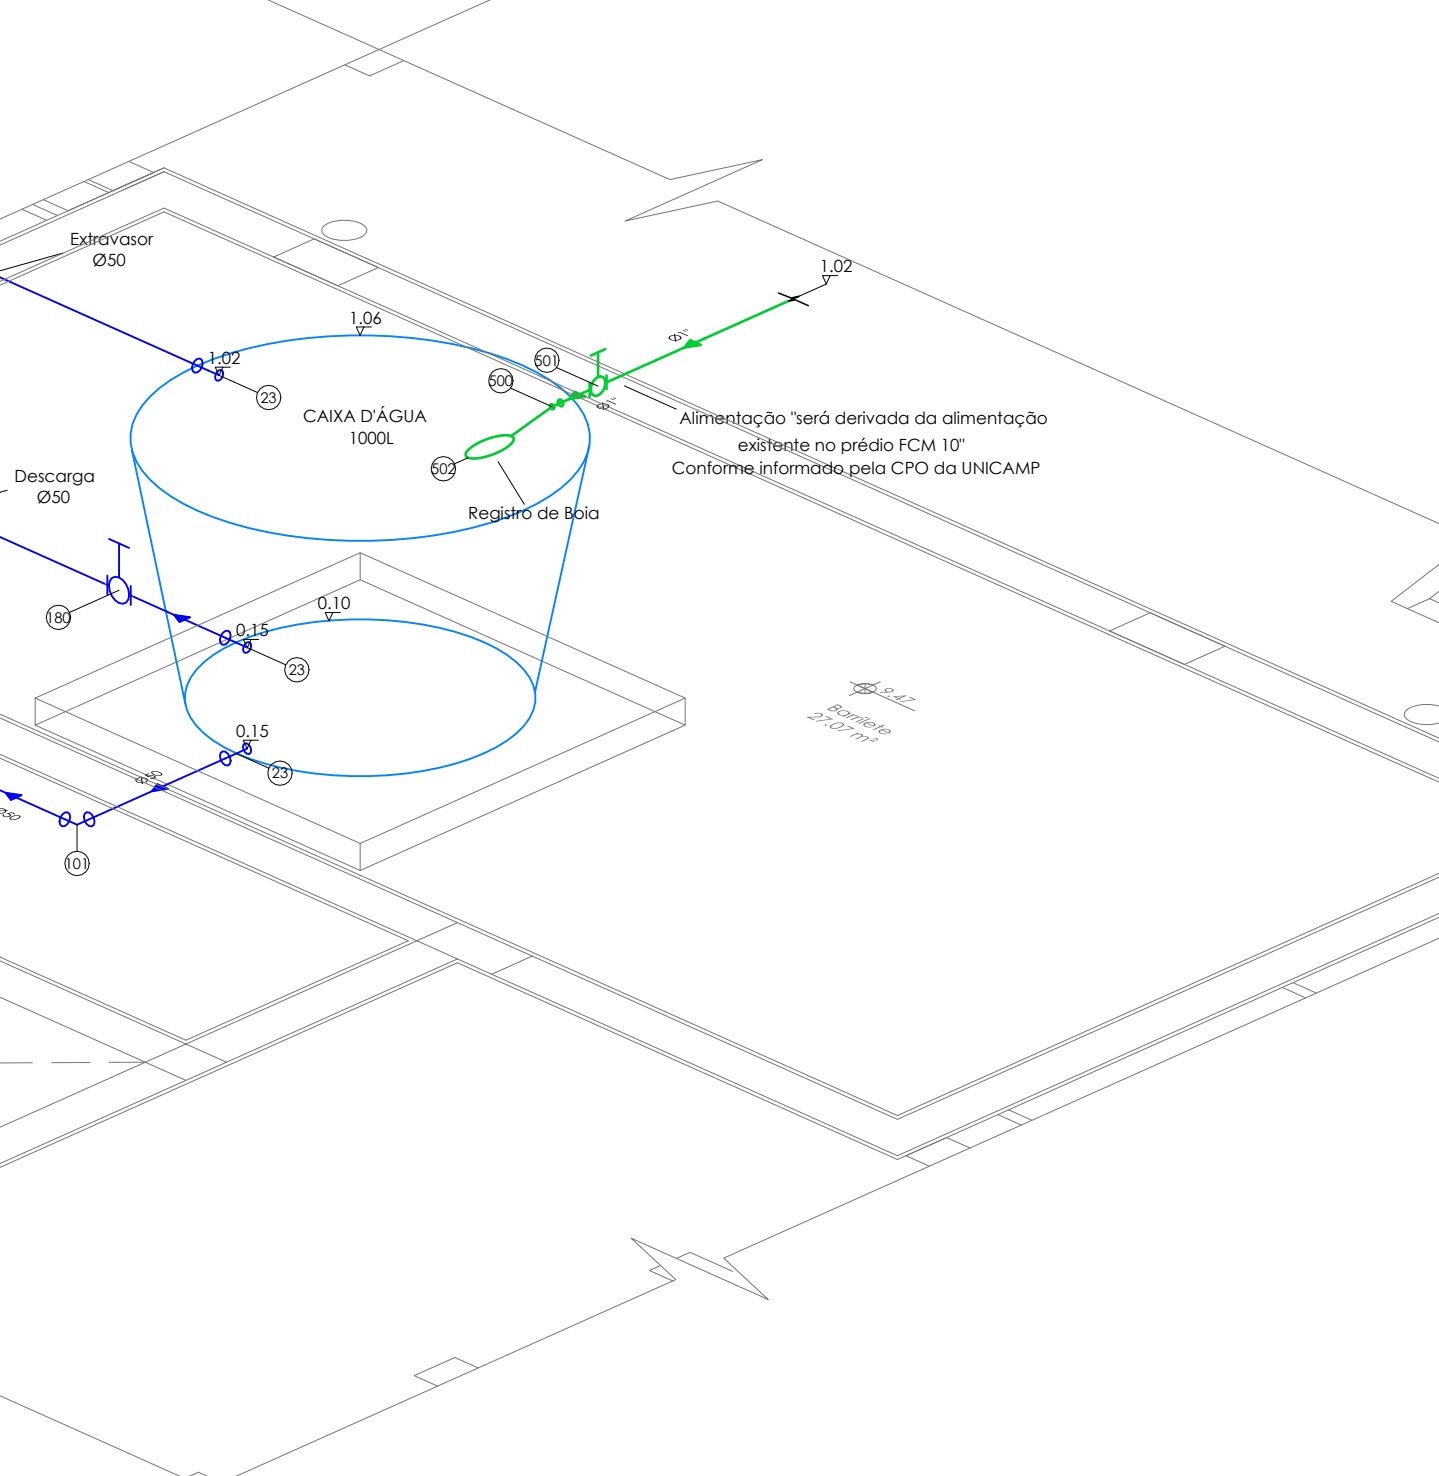 Extravasor
Ø50
1.02
Ø1"
1.06
1.02
501
500
23
Ø1"
CAIXA D'ÁGUA
1000L
Alimentação "será derivada da alimentação
existente no prédio FCM 10"
Conforme informado pela CPO da UNICAMP
502
Descarga
Ø50
Registro de Boia
180
0.10
0.15
23
9.47
Barrilete
27.07 m²
0.15
23
Ø50
Ø50
101